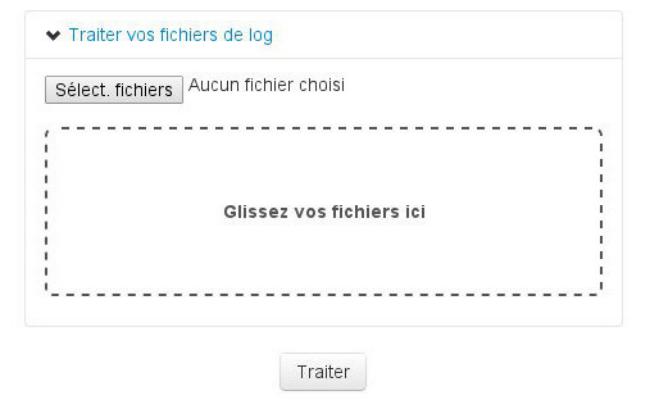 Traiter vos fichiers de log
Sélect. fichiers Aucun fichier choisi
Glissez vos fichiers ici
Traiter